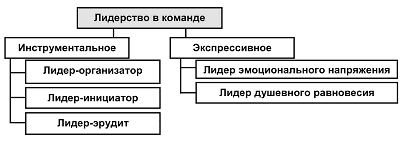 Лидерство в команде
Инструментальное
Экспрессивное
Лидер-организатор
Лидер эмоционального напряжения
Лидер-инициатор
Лидер душевного равновесия
Лидер-эрудит